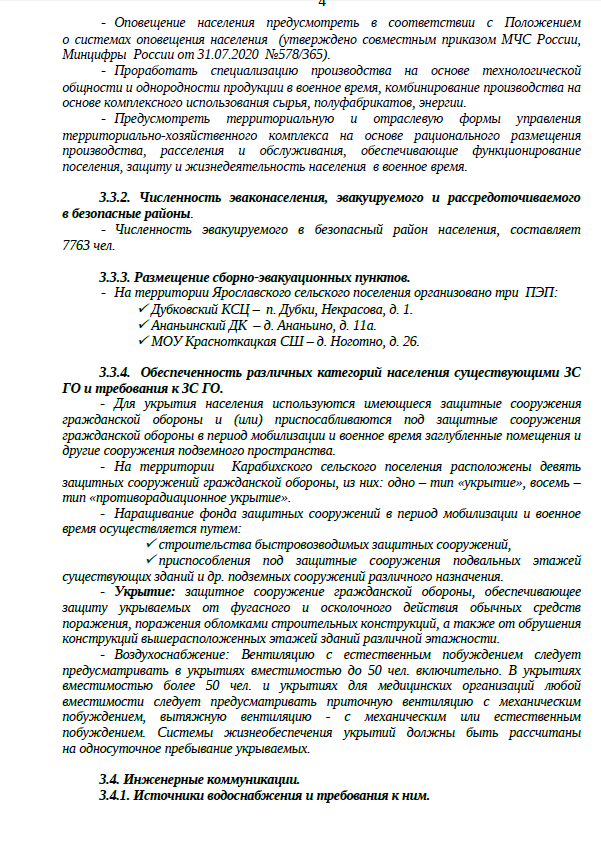 4
- Оповещение населения предусмотреть в соответствии с Положением
о системах оповещения населения (утверждено совместным приказом МЧС России,
Минцифры России от 31.07.2020 №578/365).
- Проработать специализацию производства на основе технологической
общности и однородности продукции в военное время, комбинирование производства на
основе комплексного использования сырья, полуфабрикатов, энергии.
- Предусмотреть территориальную и отраслевую формы управления
территориально-хозяйственного комплекса на основе рационального размещения
производства, расселения и обслуживания, обеспечивающие функционирование
поселения, защиту и жизнедеятельность населения в военное время.
3.3.2. Численность эваконаселения, эвакуируемого и рассредоточиваемого
в безопасные районы.
- Численность эвакуируемого в безопасный район населения, составляет
7763 чел.
3.3.3. Размещение сборно-эвакуационных пунктов.
- На территории Ярославского сельского поселения организовано три ПЭП:
✓ Дубковский КСЦ – п. Дубки, Некрасова, д. 1.
✓ Ананьинский ДК – д. Ананьино, д. 11а.
✓ МОУ Красноткацкая СШ – д. Ноготно, д. 26.
3.3.4. Обеспеченность различных категорий населения существующими ЗС
ГО и требования к ЗС ГО.
- Для укрытия населения используются имеющиеся защитные сооружения
гражданской обороны и (или) приспосабливаются под защитные сооружения
гражданской обороны в период мобилизации и военное время заглубленные помещения и
другие сооружения подземного пространства.
- На территории Карабихского сельского поселения расположены девять
защитных сооружений гражданской обороны, из них: одно – тип «укрытие», восемь –
тип «противорадиационное укрытие».
- Наращивание фонда защитных сооружений в период мобилизации и военное
время осуществляется путем:
✓ строительства быстровозводимых защитных сооружений,
✓ приспособления под защитные сооружения подвальных этажей
существующих зданий и др. подземных сооружений различного назначения.
- Укрытие: защитное сооружение гражданской обороны, обеспечивающее
защиту укрываемых от фугасного и осколочного действия обычных средств
поражения, поражения обломками строительных конструкций, а также от обрушения
конструкций вышерасположенных этажей зданий различной этажности.
- Воздухоснабжение: Вентиляцию с естественным побуждением следует
предусматривать в укрытиях вместимостью до 50 чел. включительно. В укрытиях
вместимостью более 50 чел. и укрытиях для медицинских организаций любой
вместимости следует предусматривать приточную вентиляцию с механическим
побуждением, вытяжную вентиляцию - с механическим или естественным
побуждением. Системы жизнеобеспечения укрытий должны быть рассчитаны
на односуточное пребывание укрываемых.
3.4. Инженерные коммуникации.
3.4.1. Источники водоснабжения и требования к ним.